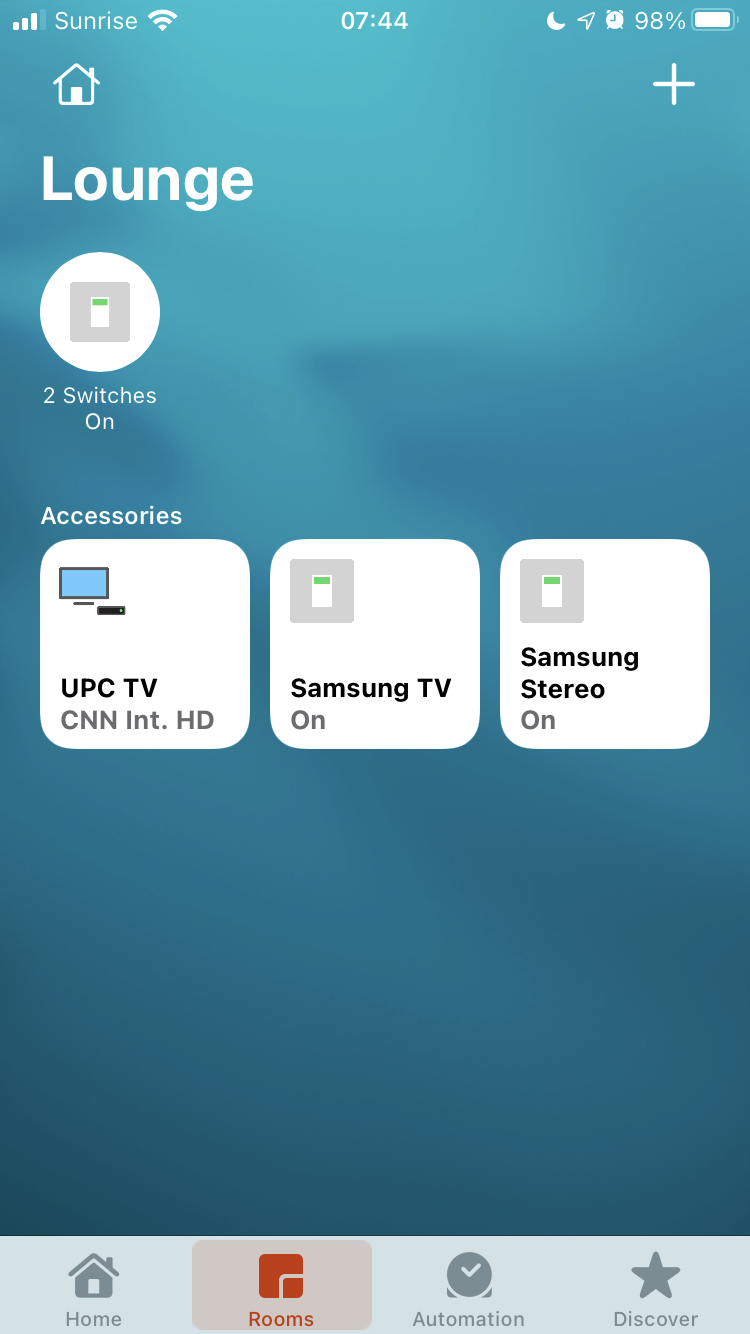 Sunrise 07:44 98%
Lounge
2 Switches
On
Accessories
UPC TV
CNN Int. HD
Samsung TV
On
Samsung
Stereo
On
Home Rooms Automation Discover